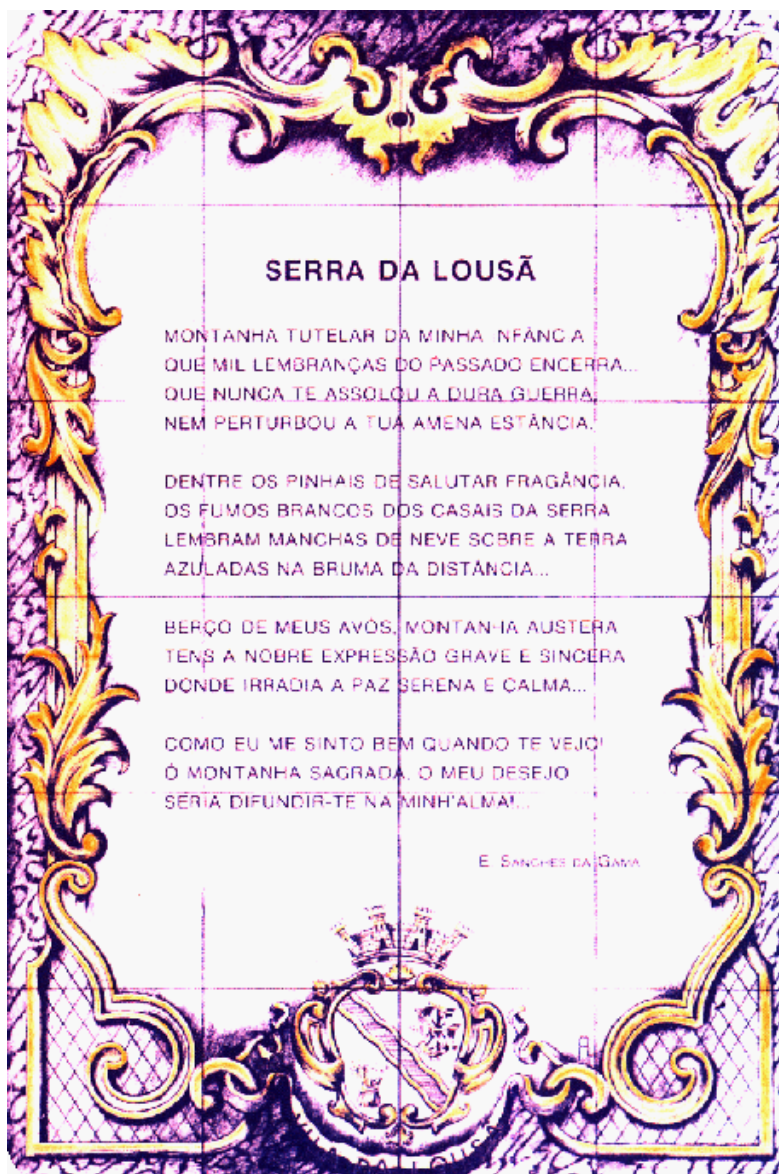 SERRA DA LOUSÃ
MONTANHA TUTELAR DA MINHA INFÂNCIA
QUE MIL LEMBRANÇAS DO PASSADO ENCERRA...
QUE NUNCA TE ASSOLOU A DURA GUERRA,
NEM PERTURBOU A TUA AMENA ESTÂNCIA.
DENTRE OS PINHAIS DE SALUTAR FRAGÂNCIA,
OS FUMOS BRANCOS DOS CASAIS DA SERRA
LEMBRAM MANCHAS DE NEVE SOBRE A TERRA
AZULADAS NA BRUMA DA DISTÂNCIA...
BERÇO DE MEUS AVÓS, MONTANHA AUSTERA
TENS A NOBRE EXPRESSÃO GRAVE E SINCERA
DONDE IRRADIA A PAZ SERENA E CALMA...
COMO EU ME SINTO BEM QUANDO TE VEJO!
Ó MONTANHA SAGRADA, O MEU DESEJO
SERIA DIFUNDIR-TE NA MINH'ALMA!...
E. SANCHES DA GAMA
VILA DA LOUSÃ